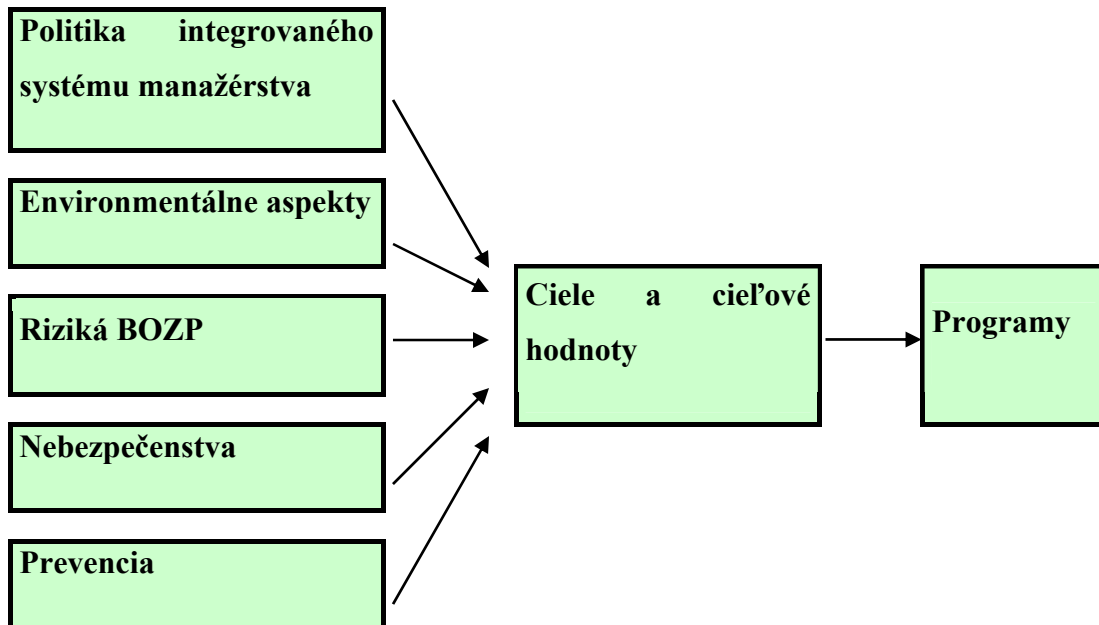 Politika integrovaného
systému manažérstva
Environmentálne aspekty
Riziká BOZP
Nebezpečenstva
Prevencia
Ciele a cieľové
hodnoty
Programy